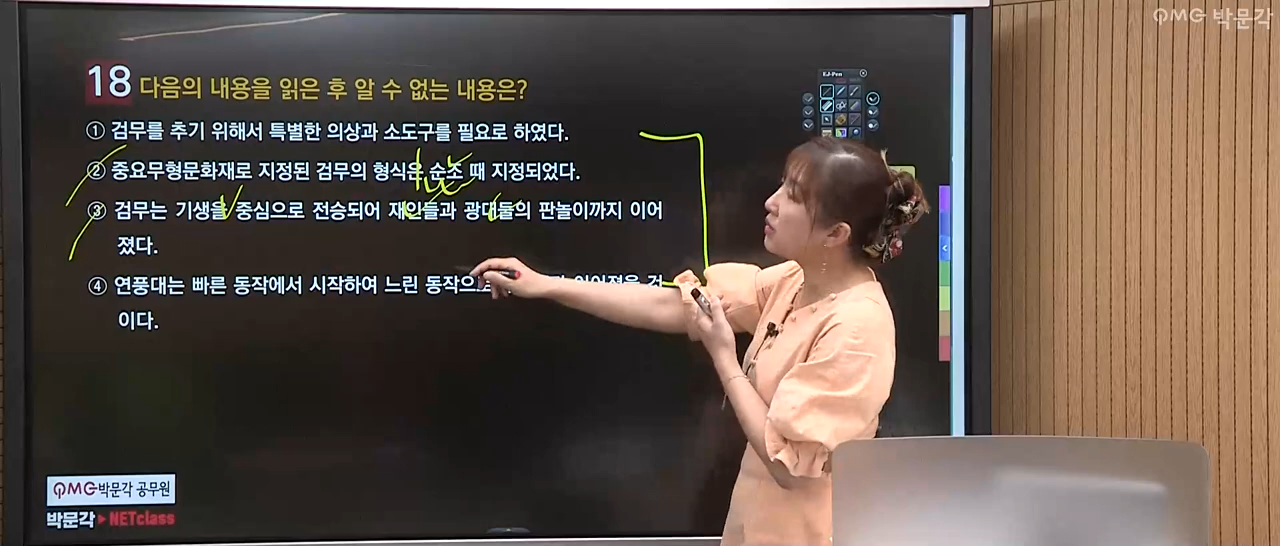 QMG 박문각
EJ-Pen
18 다음의 내용을 읽은 후 알 수 없는 내용은?
① 검무를 추기 위해서 특별한 의상과 소도구를 필요로 하였다.
② 중요무형문화재로 지정된 검무의 형식은 순조 때 지정되었다.
③ 검무는 기생을 중심으로 전승되어 재인들과 광대들의 판놀이까지 이어
졌다.
④ 연풍대는 빠른 동작에서 시작하여 느린 동작으로
이다.
QMG박문각 공무원
박문각 NETclass